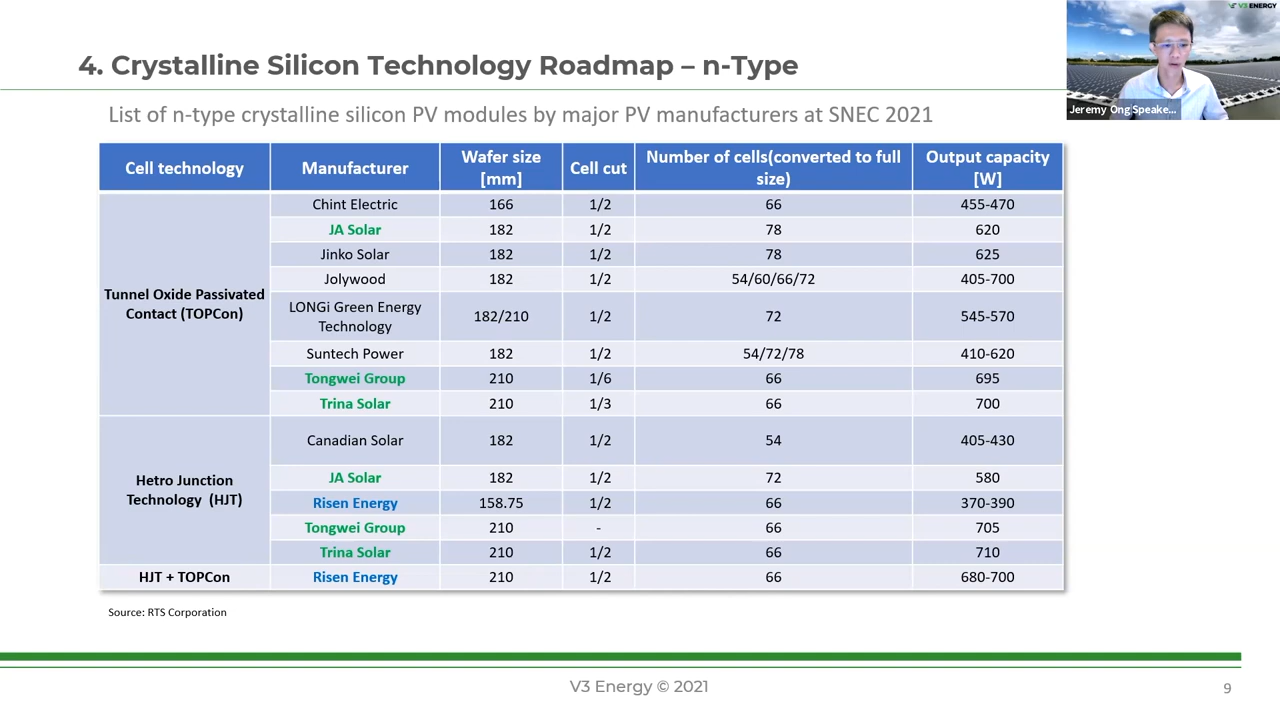 V3 ENERGY
4. Crystalline Silicon Technology Roadmap – n-Type
Jeremy Ong Speake...
List of n-type crystalline silicon PV modules by major PV manufacturers at SNEC 2021
Cell technology Manufacturer Wafer size [mm] Cell cut Number of cells(converted to full size) Output capacity [W]
Tunnel Oxide Passivated Contact (TOPCon)
Chint Electric 166 1/2 66 455-470
JA Solar 182 1/2 78 620
Jinko Solar 182 1/2 78 625
Jolywood 182 1/2 54/60/66/72 405-700
LONGi Green Energy Technology 182/210 1/2 72 545-570
Suntech Power 182 1/2 54/72/78 410-620
Tongwei Group 210 1/6 66 695
Trina Solar 210 1/3 66 700
Hetro Junction Technology (HJT)
Canadian Solar 182 1/2 54 405-430
JA Solar 182 1/2 72 580
Risen Energy 158.75 1/2 66 370-390
Tongwei Group 210 - 66 705
Trina Solar 210 1/2 66 710
HJT + TOPCon Risen Energy 210 1/2 66 680-700
Source: RTS Corporation
V3 Energy © 2021
9